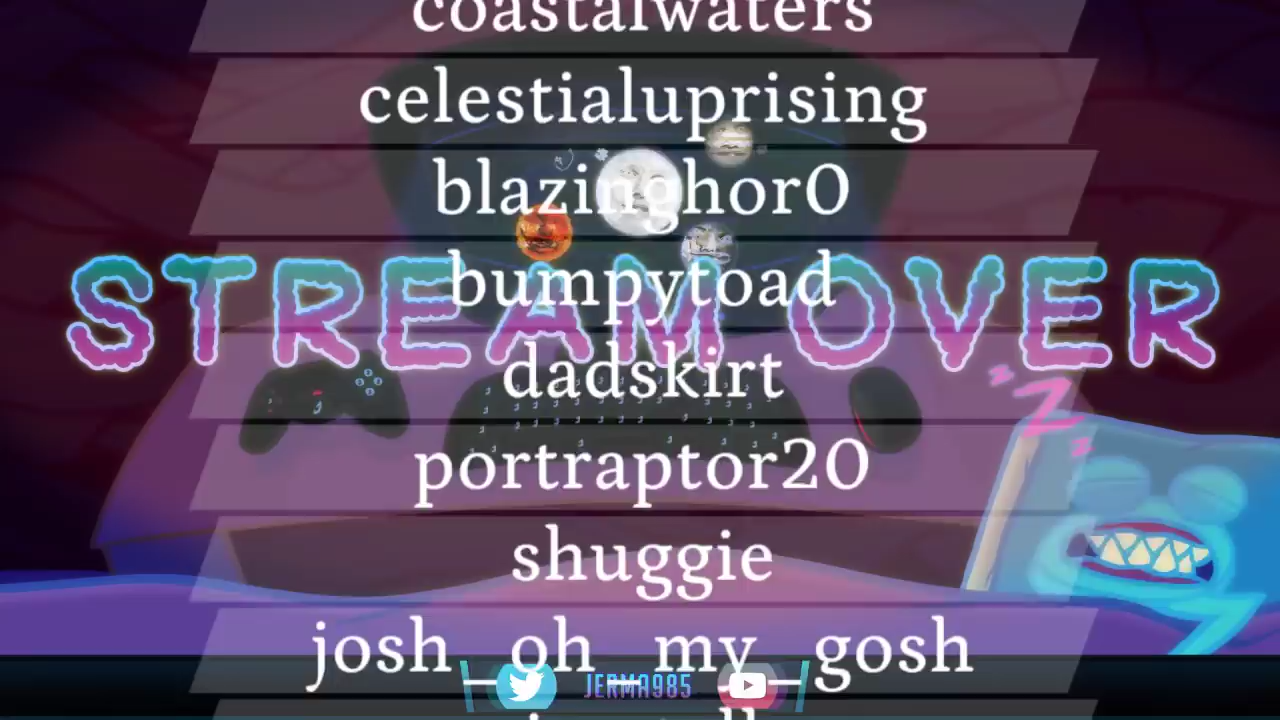 coastalwaters
celestialuprising
blazinghor0
STREAM OVER
bumpytoad
dadskirt
z
Z
z
portraptor20
shuggie
josh_oh_my_gosh
JERMA985